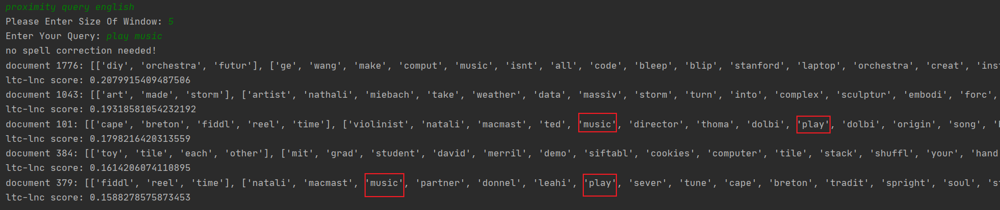 proximity query english
Please Enter Size Of Window: 5
Enter Your Query: play music
no spell correction needed!
document 1776: [['diy', 'orchestra', 'futur'], ['ge', 'wang', 'make', 'comput', 'music', 'isnt', 'all', 'code', 'bleep', 'blip', 'stanford', 'laptop', 'orchestra', 'creat', 'inst
ltc-lnc score: 0.2079915409487506
document 1043: [['art', 'made', 'storm'], ['artist', 'nathali', 'miebach', 'take', 'weather', 'data', 'massiv', 'storm', 'turn', 'into', 'complex', 'sculptur', 'embodi', 'forc',
ltc-lnc score: 0.19318581054232192
document 101: [['cape', 'breton', 'fiddl', 'reel', 'time'], ['violinist', 'natali', 'macmast', 'ted', 'music', 'director', 'thoma', 'dolbi', 'play', 'dolbi', 'origin', 'song', '
ltc-lnc score: 0.1798216420313559
document 384: [['toy', 'tile', 'each', 'other'], ['mit', 'grad', 'student', 'david', 'merril', 'demo', 'siftabl', 'cookies', 'computer', 'tile', 'stack', 'shuffl', 'your', 'hand
ltc-lnc score: 0.1614206074110895
document 379: [['fiddl', 'reel', 'time'], ['natali', 'macmast', 'music', 'partner', 'donnel', 'leahi', 'play', 'sever', 'tune', 'cape', 'breton', 'tradit', 'spright', 'soul', 'st
ltc-lnc score: 0.1588278575873453